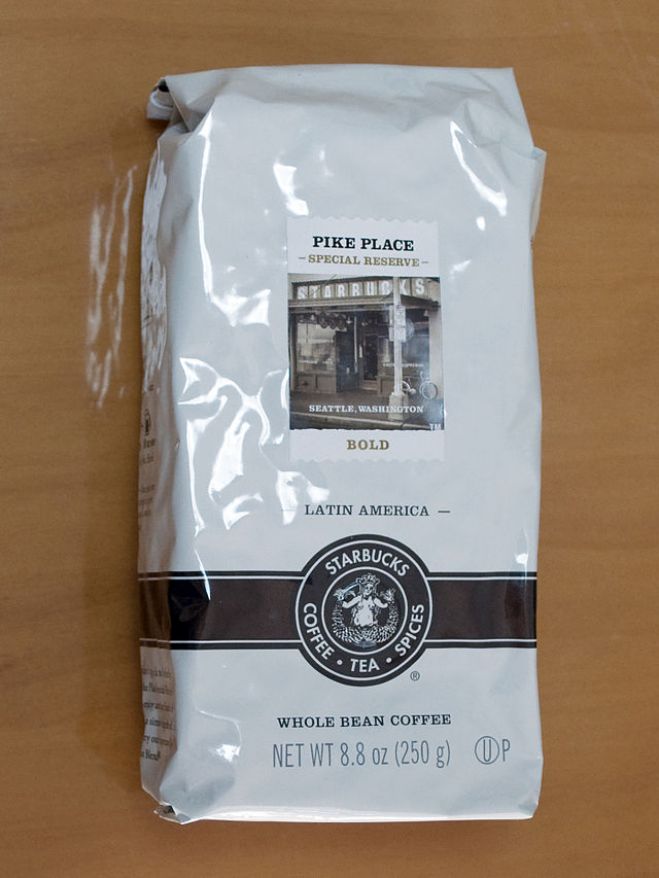 PIKE PLACE
– SPECIAL RESERVE –
STARBUCKS
SEATTLE, WASHINGTON
TM
BOLD
LATIN AMERICA —
STARBUCKS
COFFEE • TEA • SPICES
®
WHOLE BEAN COFFEE
NET WT 8.8 oz (250 g)
U P